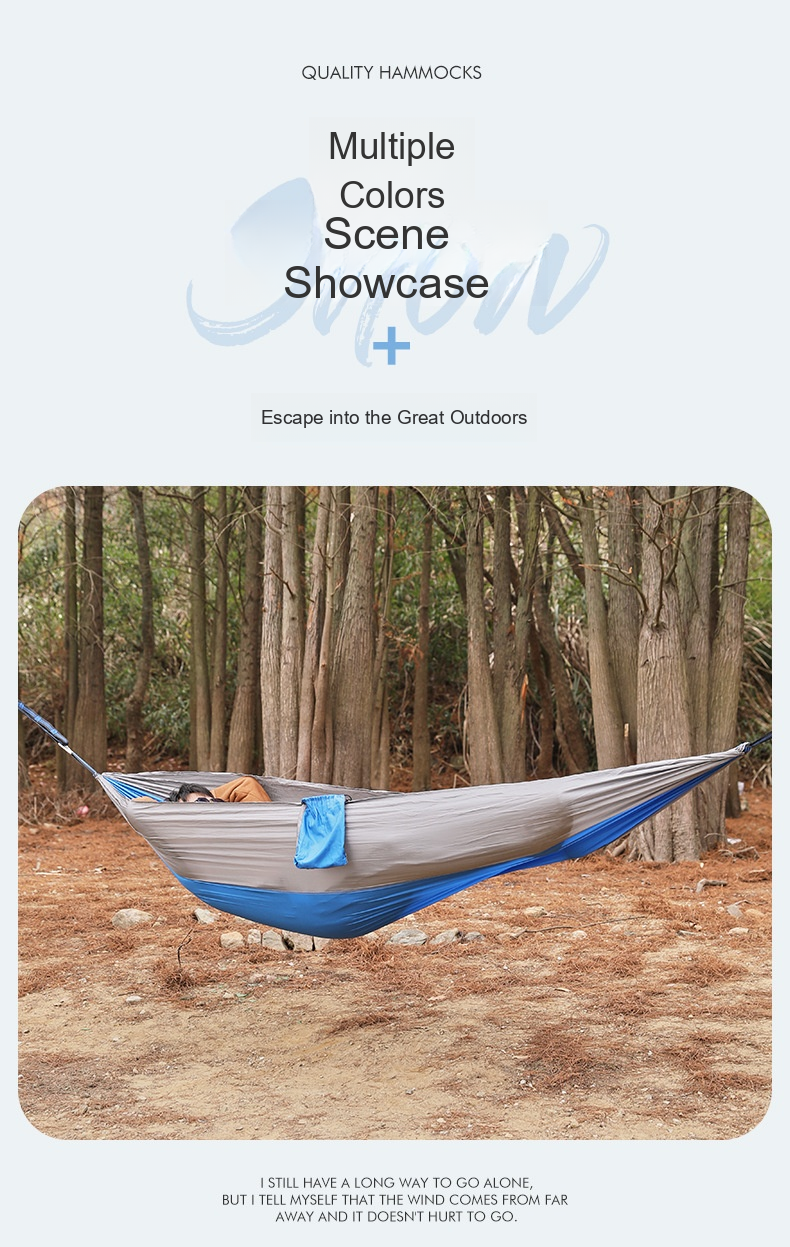 QUALITY HAMMOCKS
Multiple
Colors
Scene
Showcase
+
Escape into the Great Outdoors
I STILL HAVE A LONG WAY TO GO ALONE,
BUT I TELL MYSELF THAT THE WIND COMES FROM FAR
AWAY AND IT DOESN'T HURT TO GO.